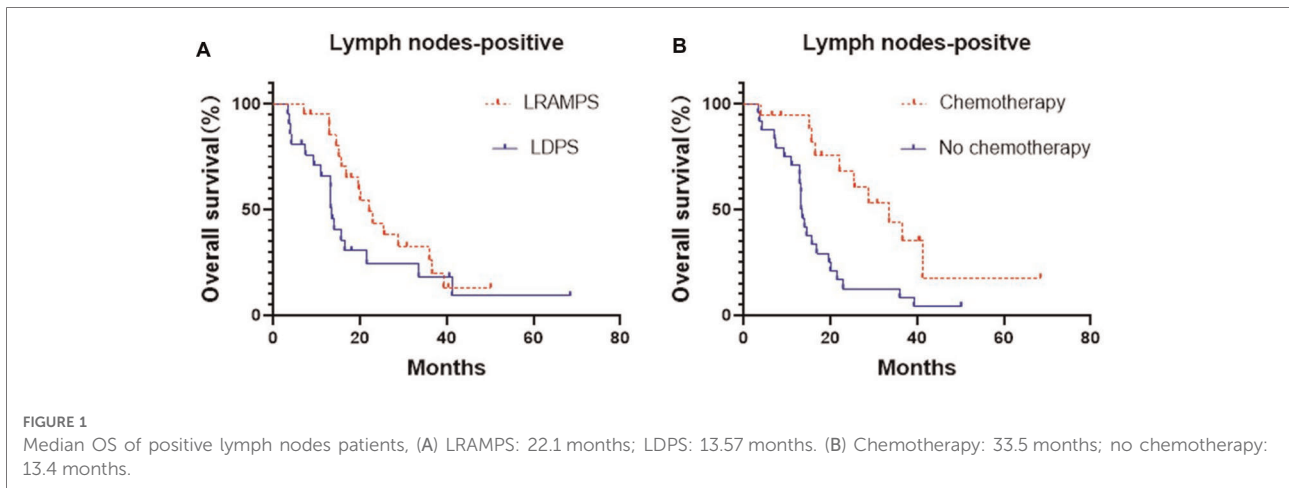 A
Lymph nodes-positive
LRAMPS
LDPS
Overall survival(%)
100
50
0
0 20 40 60 80
Months
B
Lymph nodes-positve
Chemotherapy
No chemotherapy
Overall survival(%)
100
50
0
0 20 40 60 80
Months
FIGURE 1
Median OS of positive lymph nodes patients, (A) LRAMPS: 22.1 months; LDPS: 13.57 months. (B) Chemotherapy: 33.5 months; no chemotherapy:
13.4 months.